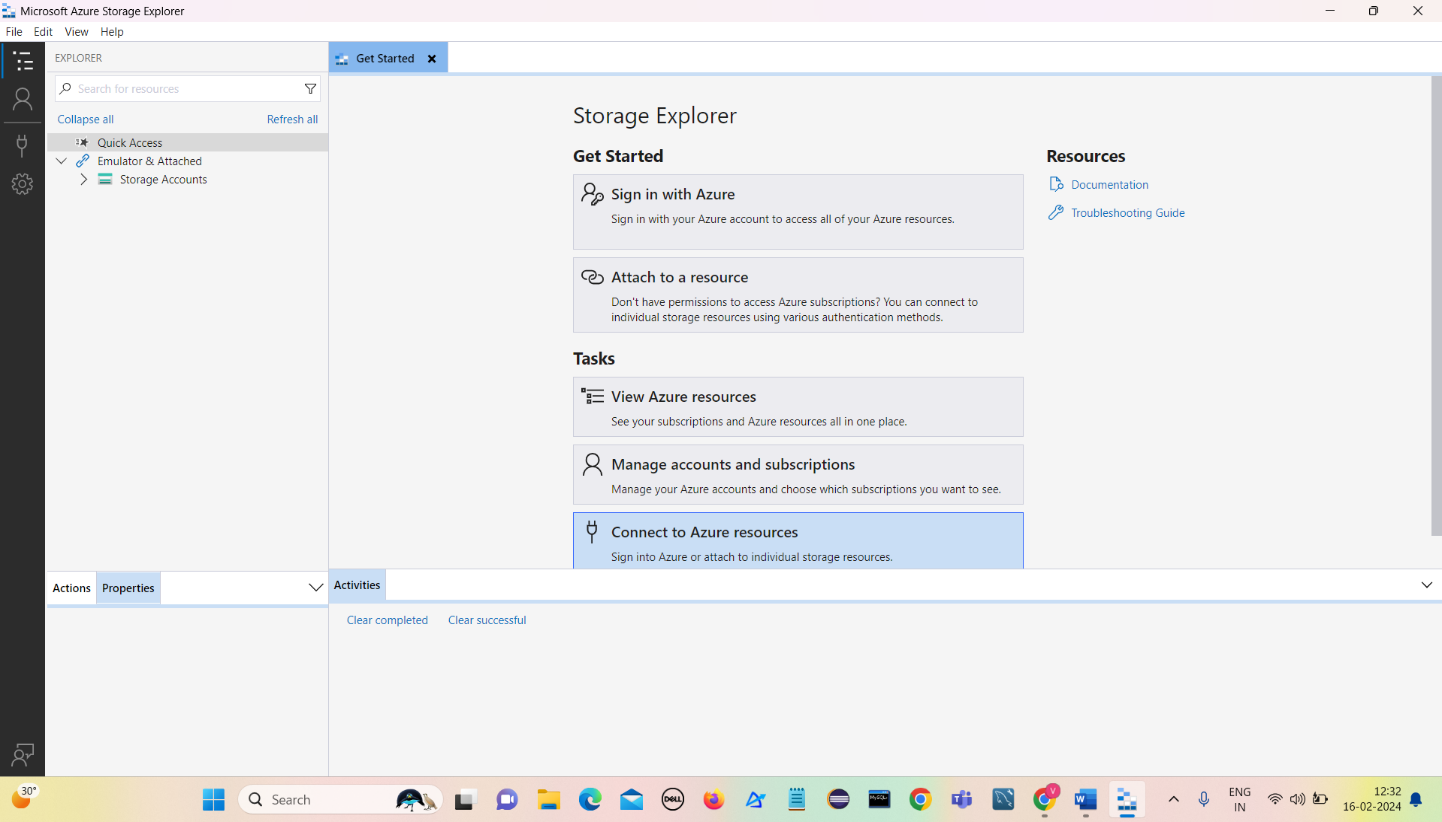 Microsoft Azure Storage Explorer
File Edit View Help
EXPLORER
Search for resources
Collapse all Refresh all
Quick Access
Emulator & Attached
Storage Accounts
Get Started
Storage Explorer
Get Started
Sign in with Azure
Sign in with your Azure account to access all of your Azure resources.
Attach to a resource
Don't have permissions to access Azure subscriptions? You can connect to
individual storage resources using various authentication methods.
Tasks
View Azure resources
See your subscriptions and Azure resources all in one place.
Manage accounts and subscriptions
Manage your Azure accounts and choose which subscriptions you want to see.
Connect to Azure resources
Sign into Azure or attach to individual storage resources.
Resources
Documentation
Troubleshooting Guide
Actions Properties
Activities
Clear completed Clear successful
30°
Search
DELL
MySQL
V
ENG
IN
12:32
16-02-2024